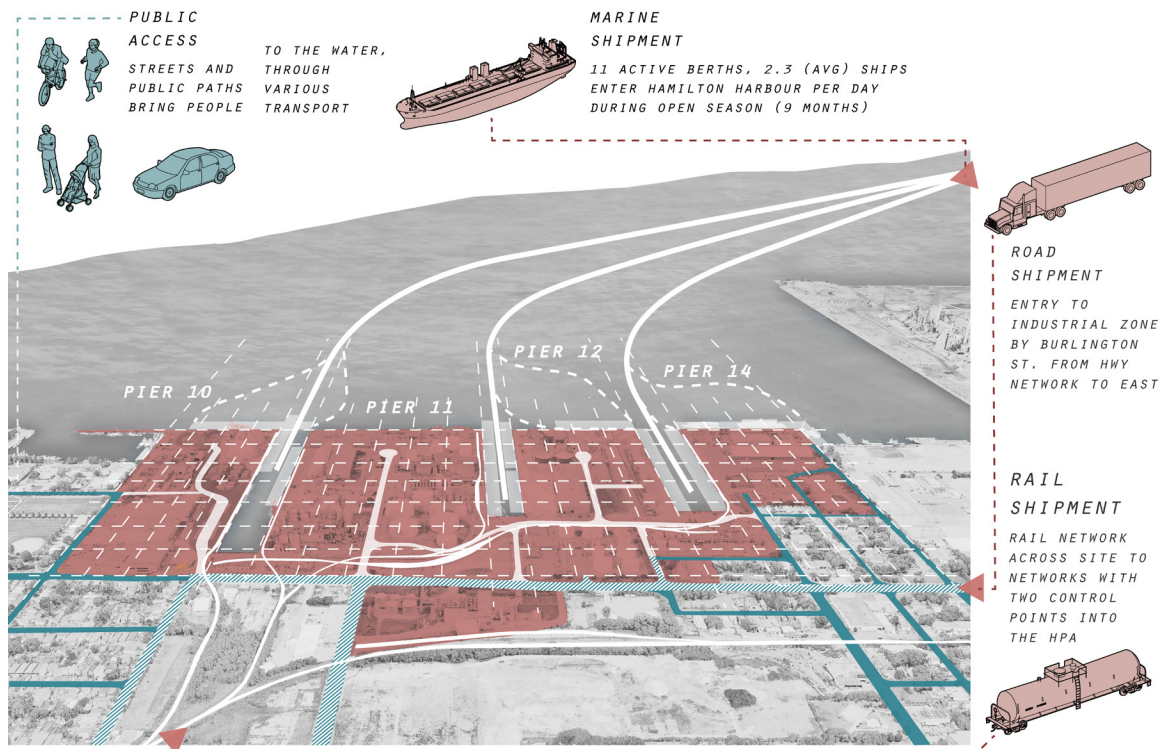 PUBLIC
ACCESS
STREETS AND
PUBLIC PATHS
BRING PEOPLE
TO THE WATER,
THROUGH
VARIOUS
TRANSPORT
MARINE
SHIPMENT
11 ACTIVE BERTHS, 2.3 (AVG) SHIPS
ENTER HAMILTON HARBOUR PER DAY
DURING OPEN SEASON (9 MONTHS)
ROAD
SHIPMENT
ENTRY TO
INDUSTRIAL ZONE
BY BURLINGTON
ST. FROM HWY
NETWORK TO EAST
PIER 10
PIER 11
PIER 12
PIER 14
RAIL
SHIPMENT
RAIL NETWORK
ACROSS SITE TO
NETWORKS WITH
TWO CONTROL
POINTS INTO
THE HPA